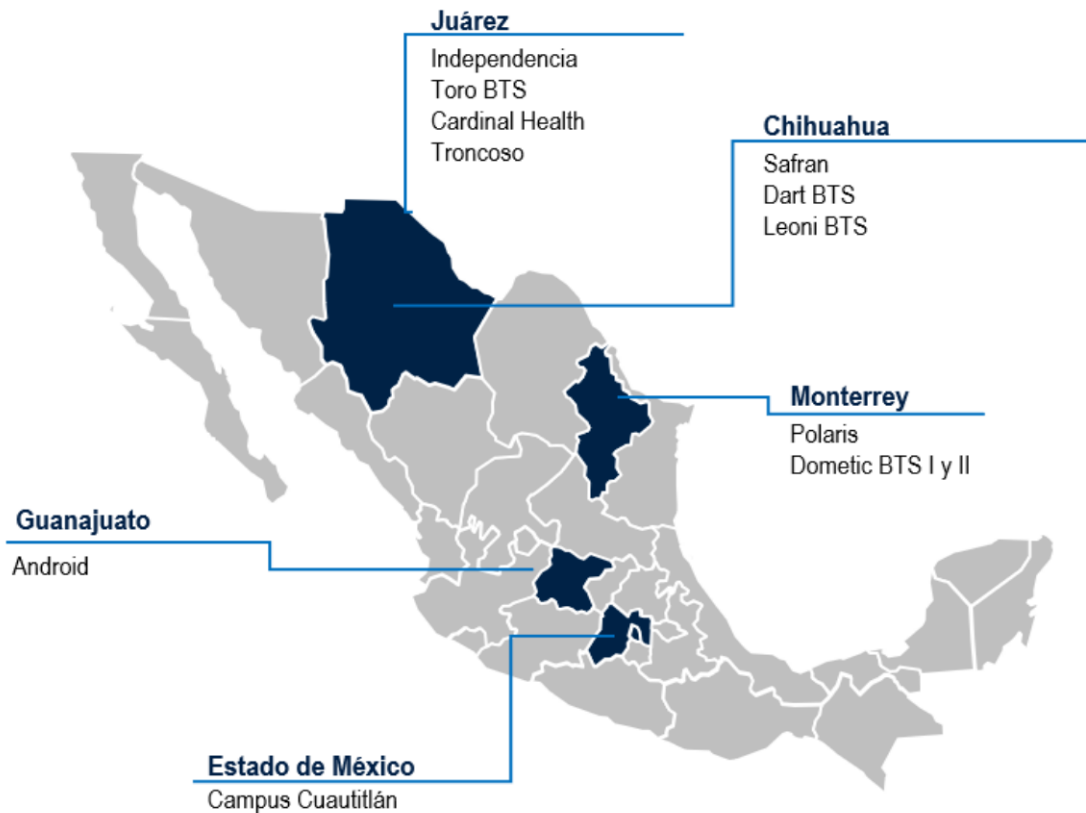 Juárez
Independencia
Toro BTS
Cardinal Health
Troncoso
Chihuahua
Safran
Dart BTS
Leoni BTS
Monterrey
Polaris
Dometic BTS I y II
Guanajuato
Android
Estado de México
Campus Cuautitlán